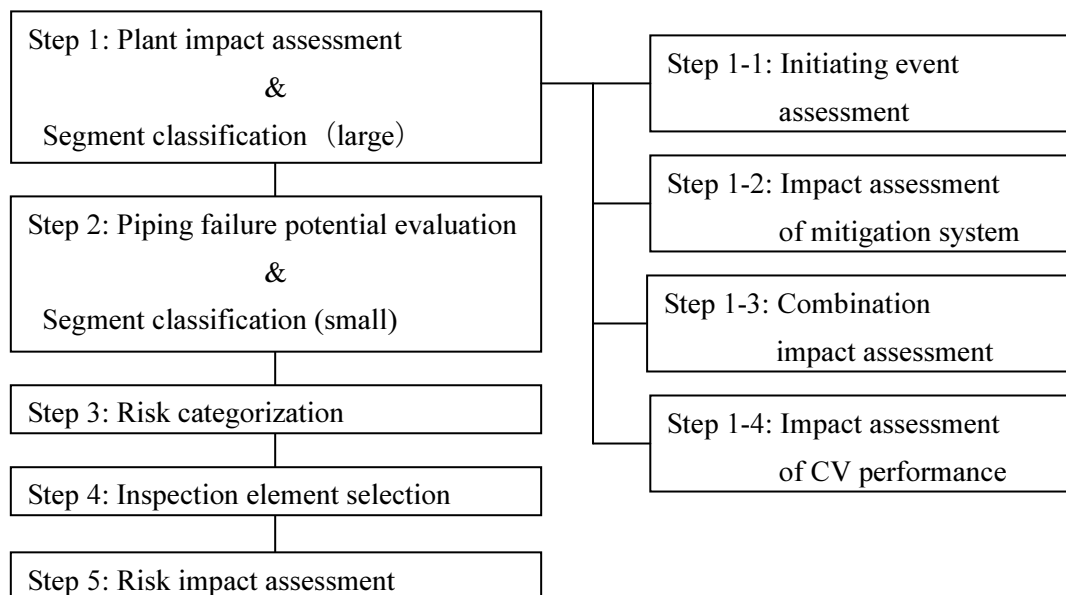 Step 1: Plant impact assessment
&
Segment classification（large）
Step 2: Piping failure potential evaluation
&
Segment classification (small)
Step 3: Risk categorization
Step 4: Inspection element selection
Step 5: Risk impact assessment
Step 1-1: Initiating event
assessment
Step 1-2: Impact assessment
of mitigation system
Step 1-3: Combination
impact assessment
Step 1-4: Impact assessment
of CV performance